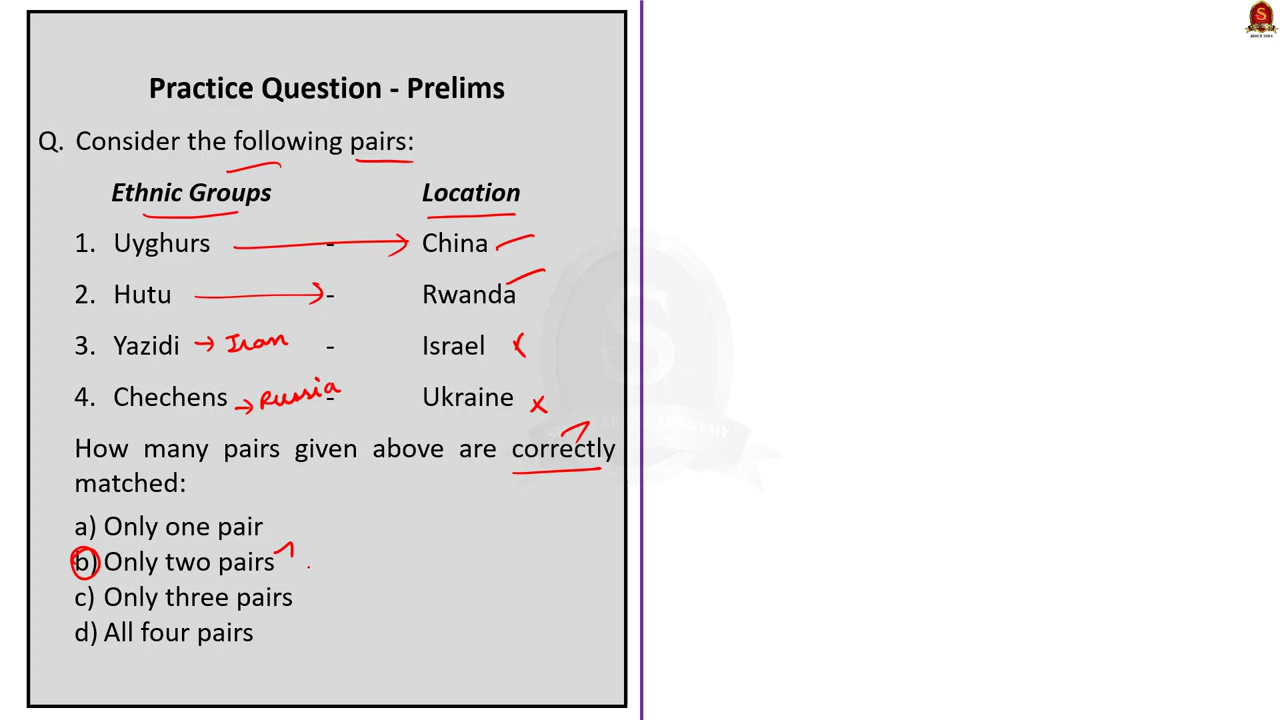 Practice Question - Prelims
Q. Consider the following pairs:
Ethnic Groups Location
1. Uyghurs - China
2. Hutu - Rwanda
3. Yazidi → Iran - Israel
4. Chechens → Russia - Ukraine
How many pairs given above are correctly
matched:
a) Only one pair
b) Only two pairs
c) Only three pairs
d) All four pairs
S
SINCE 2004